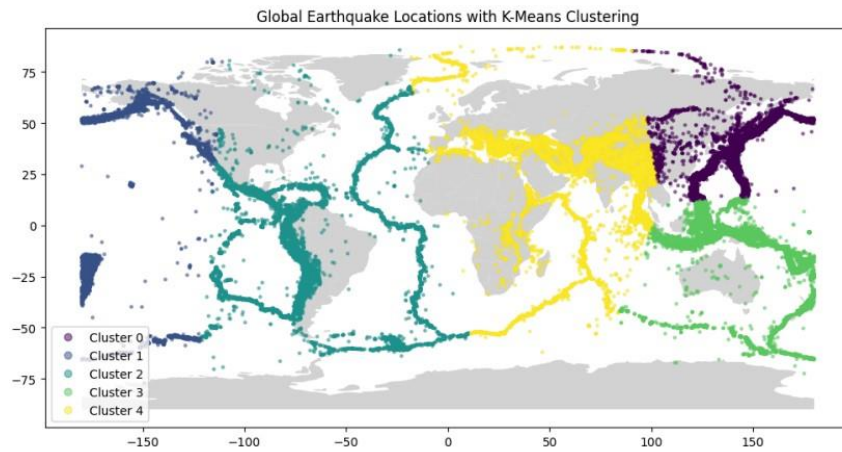 Global Earthquake Locations with K-Means Clustering
75
50
25
0
−25
−50
−75
Cluster 0
Cluster 1
Cluster 2
Cluster 3
Cluster 4
−150 −100 −50 0 50 100 150